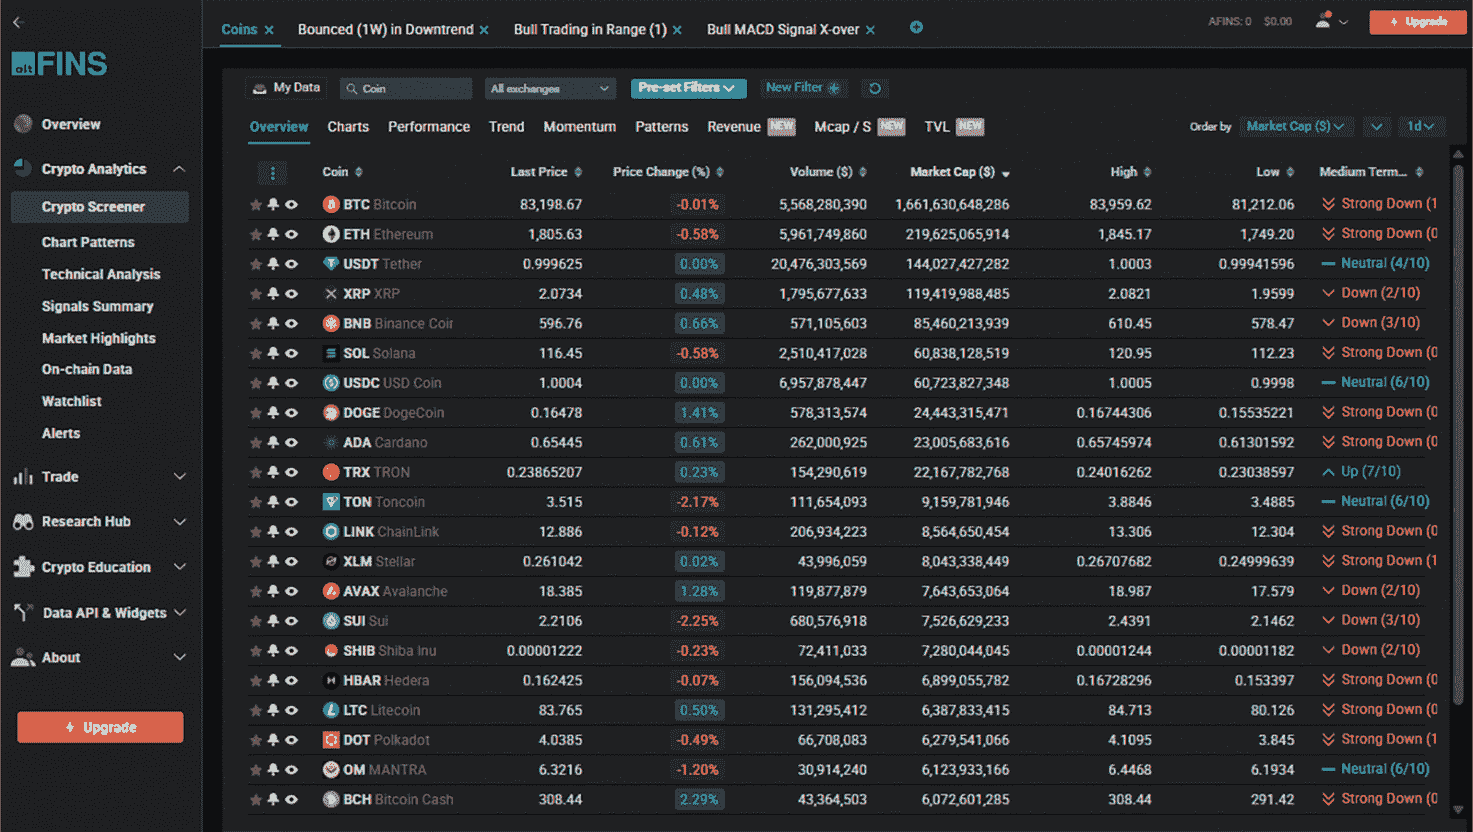 Coins × Bounced (1W) in Downtrend × Bull Trading in Range (1) × Bull MACD Signal X-over × AFINS: 0 $0.00 Upgrade
altFINS
My Data Coin All exchanges Pre-set Filters New Filter
Overview Charts Performance Trend Momentum Patterns Revenue NEW Mcap / S NEW TVL NEW Order by Market Cap ($) 1d
Coin Last Price Price Change (%) Volume ($) Market Cap ($) High Low Medium Term...
BTC Bitcoin 83,198.67 -0.01% 5,568,280,390 1,661,630,648,286 83,959.62 81,212.06 Strong Down (1
ETH Ethereum 1,805.63 -0.58% 5,961,749,860 219,625,065,914 1,845.17 1,749.20 Strong Down (0
USDT Tether 0.999625 0.00% 20,476,303,569 144,027,427,282 1.0003 0.99941596 Neutral (4/10)
XRP XRP 2.0734 0.48% 1,795,677,633 119,419,988,485 2.0821 1.9599 Down (2/10)
BNB Binance Coin 596.76 0.66% 571,105,603 85,460,213,939 610.45 578.47 Down (3/10)
SOL Solana 116.45 -0.58% 2,510,417,028 60,838,128,519 120.95 112.23 Strong Down (0
USDC USD Coin 1.0004 0.00% 6,957,878,447 60,723,827,348 1.0005 0.9998 Neutral (6/10)
DOGE DogeCoin 0.16478 1.41% 578,313,574 24,443,315,471 0.16744306 0.15535221 Strong Down (0
ADA Cardano 0.65445 0.61% 262,000,925 23,005,683,616 0.65745974 0.61301592 Strong Down (0
TRX TRON 0.23865207 0.23% 154,290,619 22,167,782,768 0.24016262 0.23038597 Up (7/10)
TON Toncoin 3.515 -2.17% 111,654,093 9,159,781,946 3.8846 3.4885 Neutral (6/10)
LINK ChainLink 12.886 -0.12% 206,934,223 8,564,650,454 13.306 12.304 Strong Down (0
XLM Stellar 0.261042 0.02% 43,996,059 8,043,338,449 0.26707682 0.24999639 Strong Down (1
AVAX Avalanche 18.385 1.28% 119,877,879 7,643,653,064 18.987 17.579 Down (2/10)
SUI Sui 2.2106 -2.25% 680,576,918 7,526,629,233 2.4391 2.1462 Down (3/10)
SHIB Shiba Inu 0.00001222 -0.23% 72,411,033 7,280,044,045 0.00001244 0.00001182 Down (2/10)
HBAR Hedera 0.162425 -0.07% 156,094,536 6,899,055,782 0.16728296 0.153397 Strong Down (0
LTC Litecoin 83.765 0.50% 131,295,412 6,387,833,415 84.713 80.126 Strong Down (0
DOT Polkadot 4.0385 -0.49% 66,708,083 6,279,541,066 4.1095 3.845 Strong Down (1
OM MANTRA 6.3216 -1.20% 30,914,240 6,123,933,166 6.4468 6.1934 Neutral (6/10)
BCH Bitcoin Cash 308.44 2.29% 43,364,503 6,072,601,285 308.44 291.42 Strong Down (0
Overview
Crypto Analytics
Crypto Screener
Chart Patterns
Technical Analysis
Signals Summary
Market Highlights
On-chain Data
Watchlist
Alerts
Trade
Research Hub
Crypto Education
Data API & Widgets
About
Upgrade